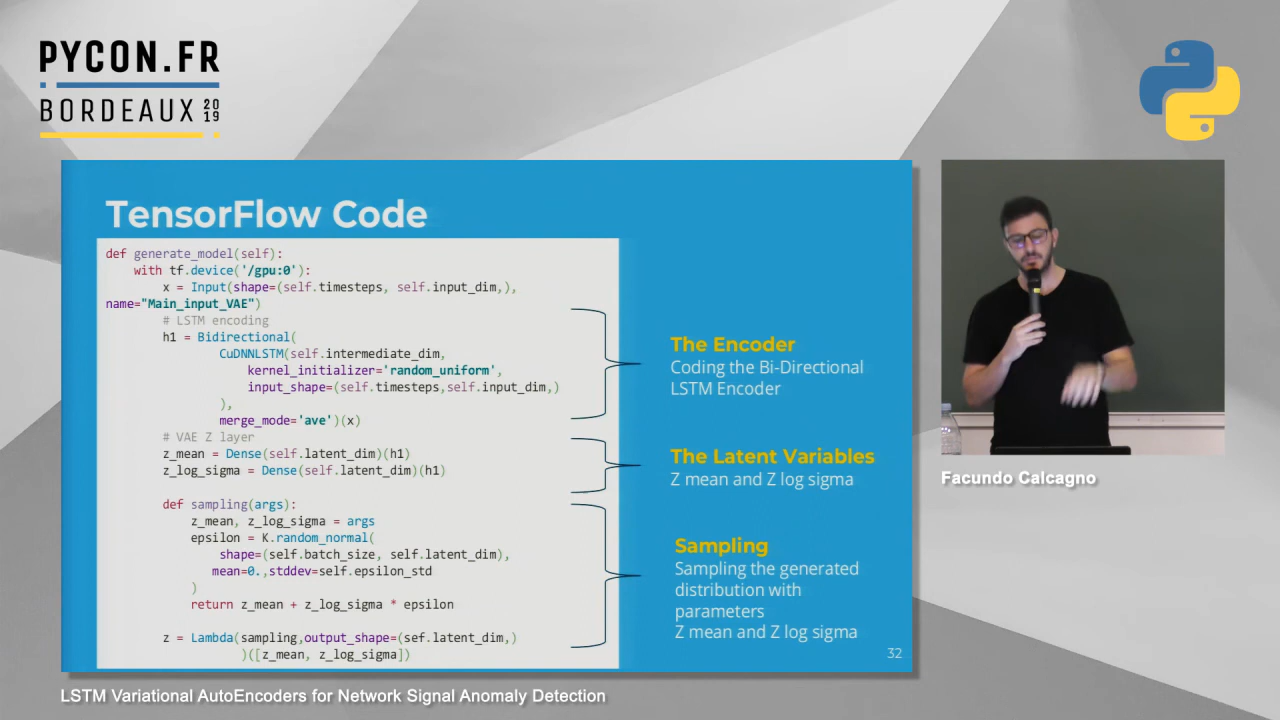 PYCON.FR
BORDEAUX 2019
TensorFlow Code
def generate_model(self):
with tf.device('/gpu:0'):
x = Input(shape=(self.timesteps, self.input_dim,),
name="Main_input_VAE")
# LSTM encoding
h1 = Bidirectional(
CuDNNLSTM(self.intermediate_dim,
kernel_initializer='random_uniform',
input_shape=(self.timesteps,self.input_dim,)
),
merge_mode='ave')(x)
# VAE Z layer
z_mean = Dense(self.latent_dim)(h1)
z_log_sigma = Dense(self.latent_dim)(h1)
def sampling(args):
z_mean, z_log_sigma = args
epsilon = K.random_normal(
shape=(self.batch_size, self.latent_dim),
mean=0.,stddev=self.epsilon_std
)
return z_mean + z_log_sigma * epsilon
z = Lambda(sampling,output_shape=(sef.latent_dim,)
)([z_mean, z_log_sigma])
The Encoder
Coding the Bi-Directional
LSTM Encoder
The Latent Variables
Z mean and Z log sigma
Sampling
Sampling the generated
distribution with
parameters
Z mean and Z log sigma
32
Facundo Calcagno
LSTM Variational AutoEncoders for Network Signal Anomaly Detection